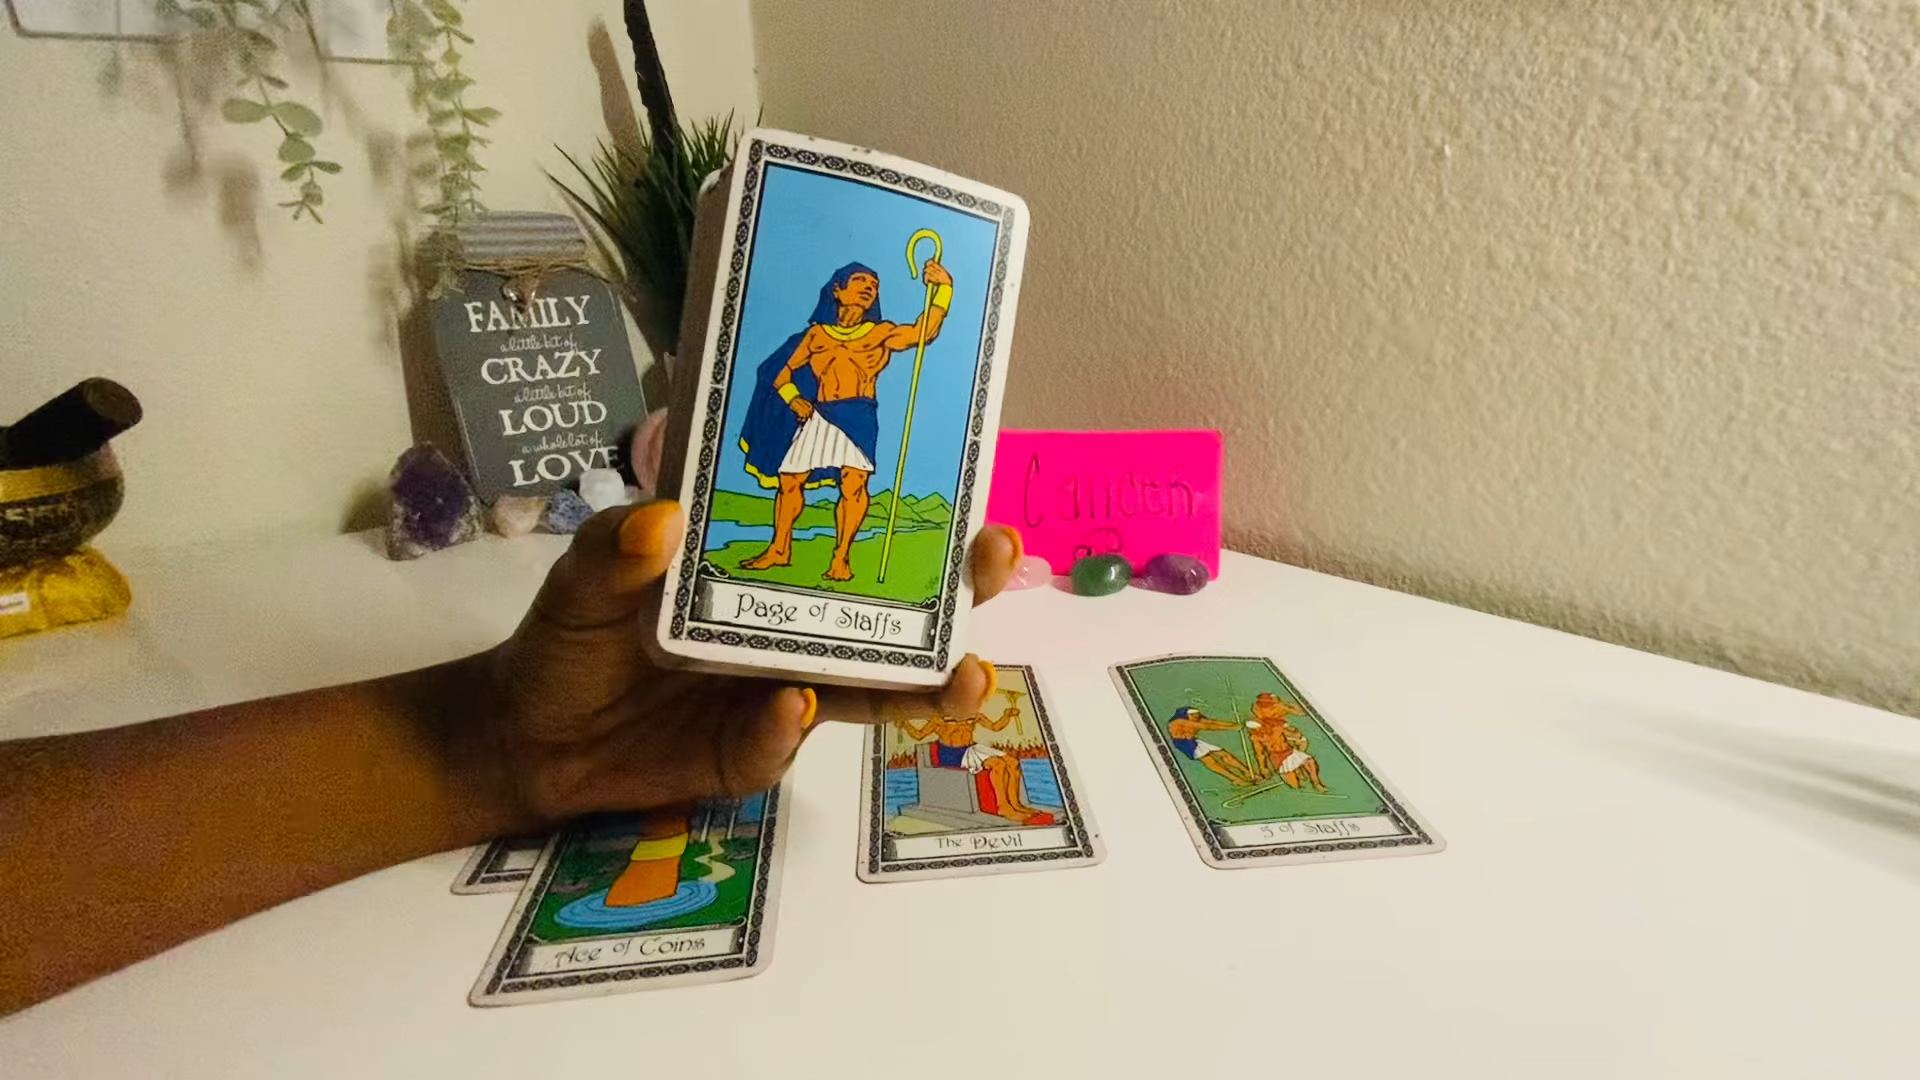 FAMILY
a little bit of
CRAZY
a little bit of
LOUD
a whole lot of
LOVE
Page of Staffs
The Devil
5 of Staffs
Ace of Coins